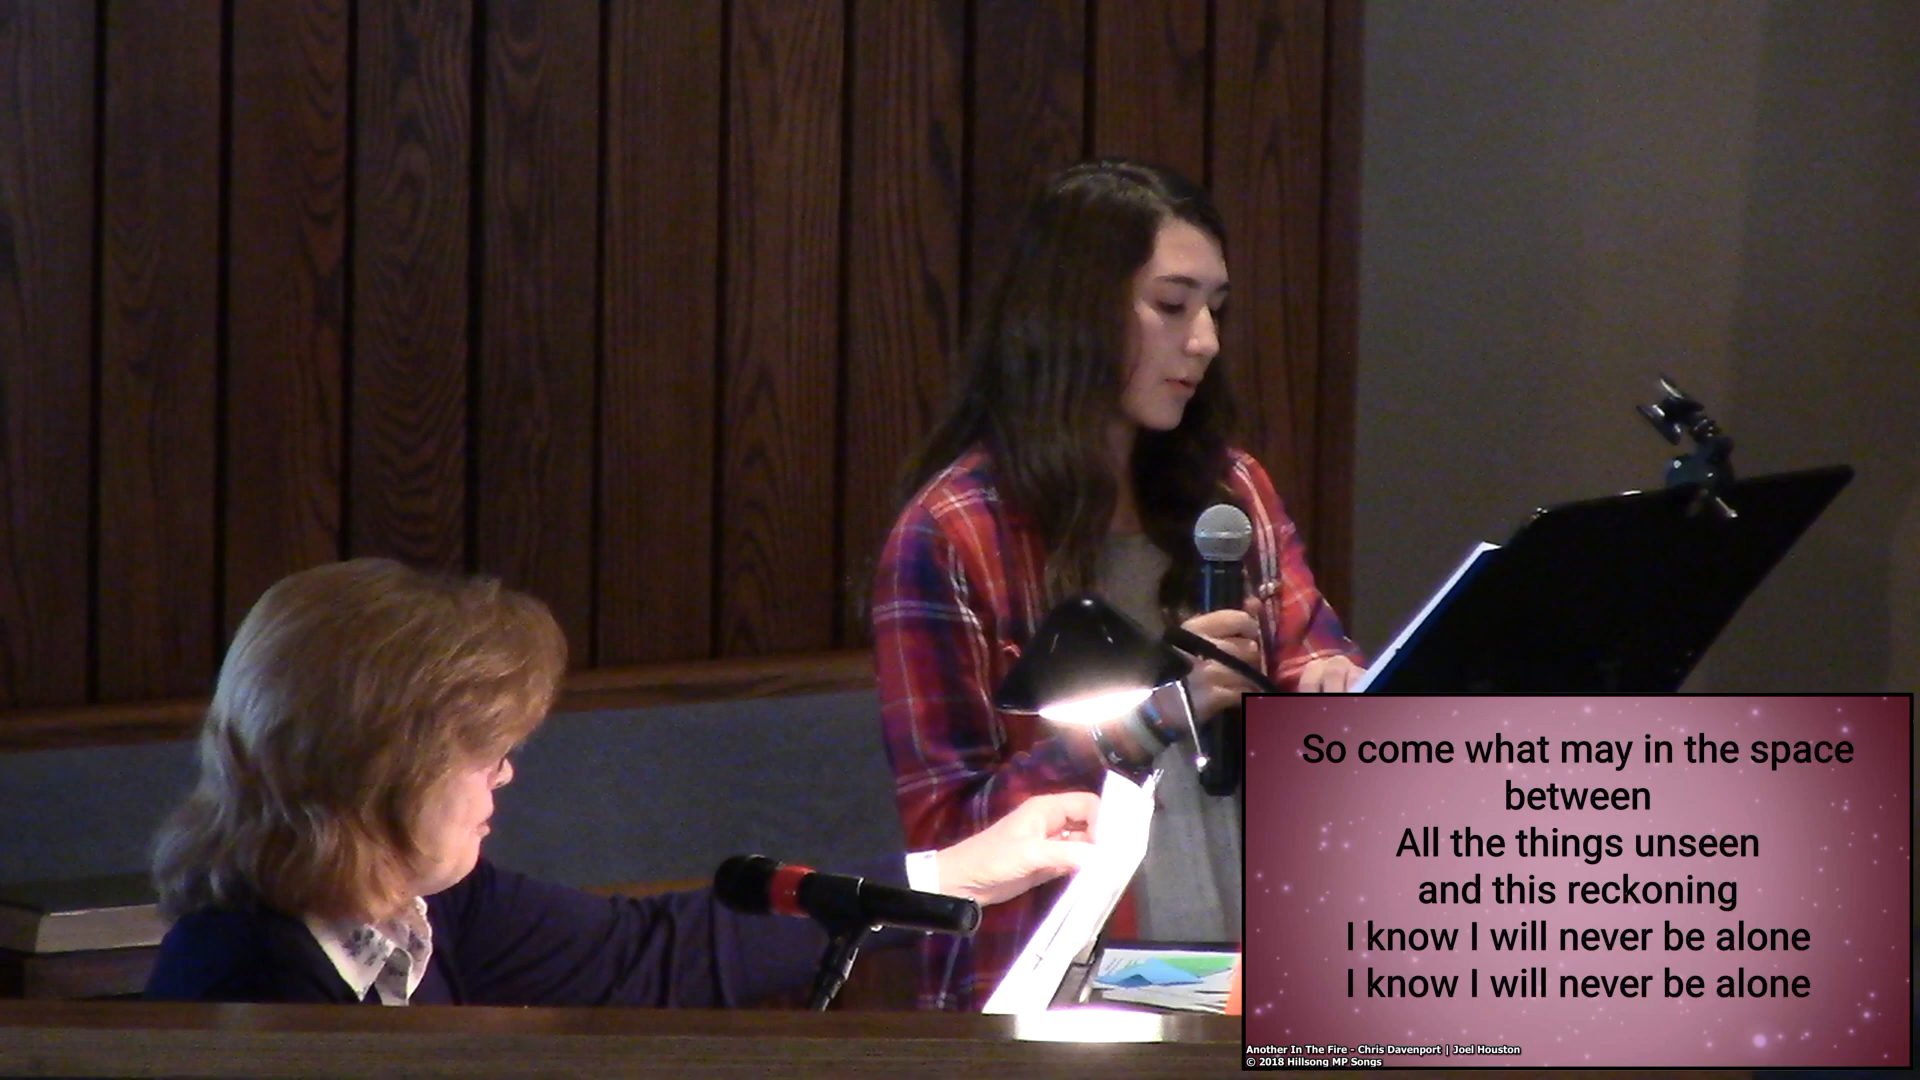 So come what may in the space
between
All the things unseen
and this reckoning
I know I will never be alone
I know I will never be alone
Another In The Fire - Chris Davenport | Joel Houston
© 2018 Hillsong MP Songs